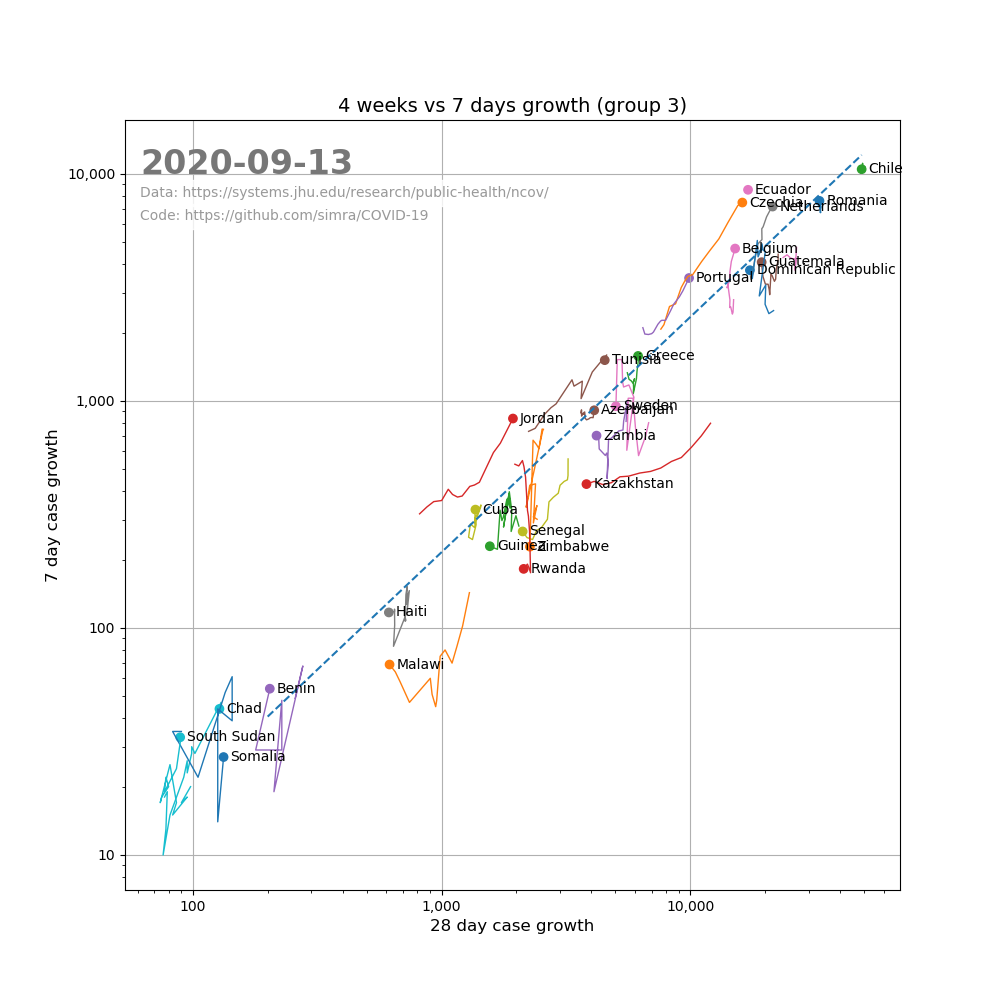 4 weeks vs 7 days growth (group 3)
2020-09-13
Data: https://systems.jhu.edu/research/public-health/ncov/
Code: https://github.com/simra/COVID-19
10,000
1,000
100
10
7 day case growth
Chile
Ecuador
Czechia
Romania
Netherlands
Belgium
Guatemala
Dominican Republic
Portugal
Greece
Tunisia
Sweden
Azerbaijan
Jordan
Zambia
Kazakhstan
Cuba
Senegal
Guinea
Zimbabwe
Rwanda
Haiti
Malawi
Benin
Chad
South Sudan
Somalia
100
1,000
10,000
28 day case growth